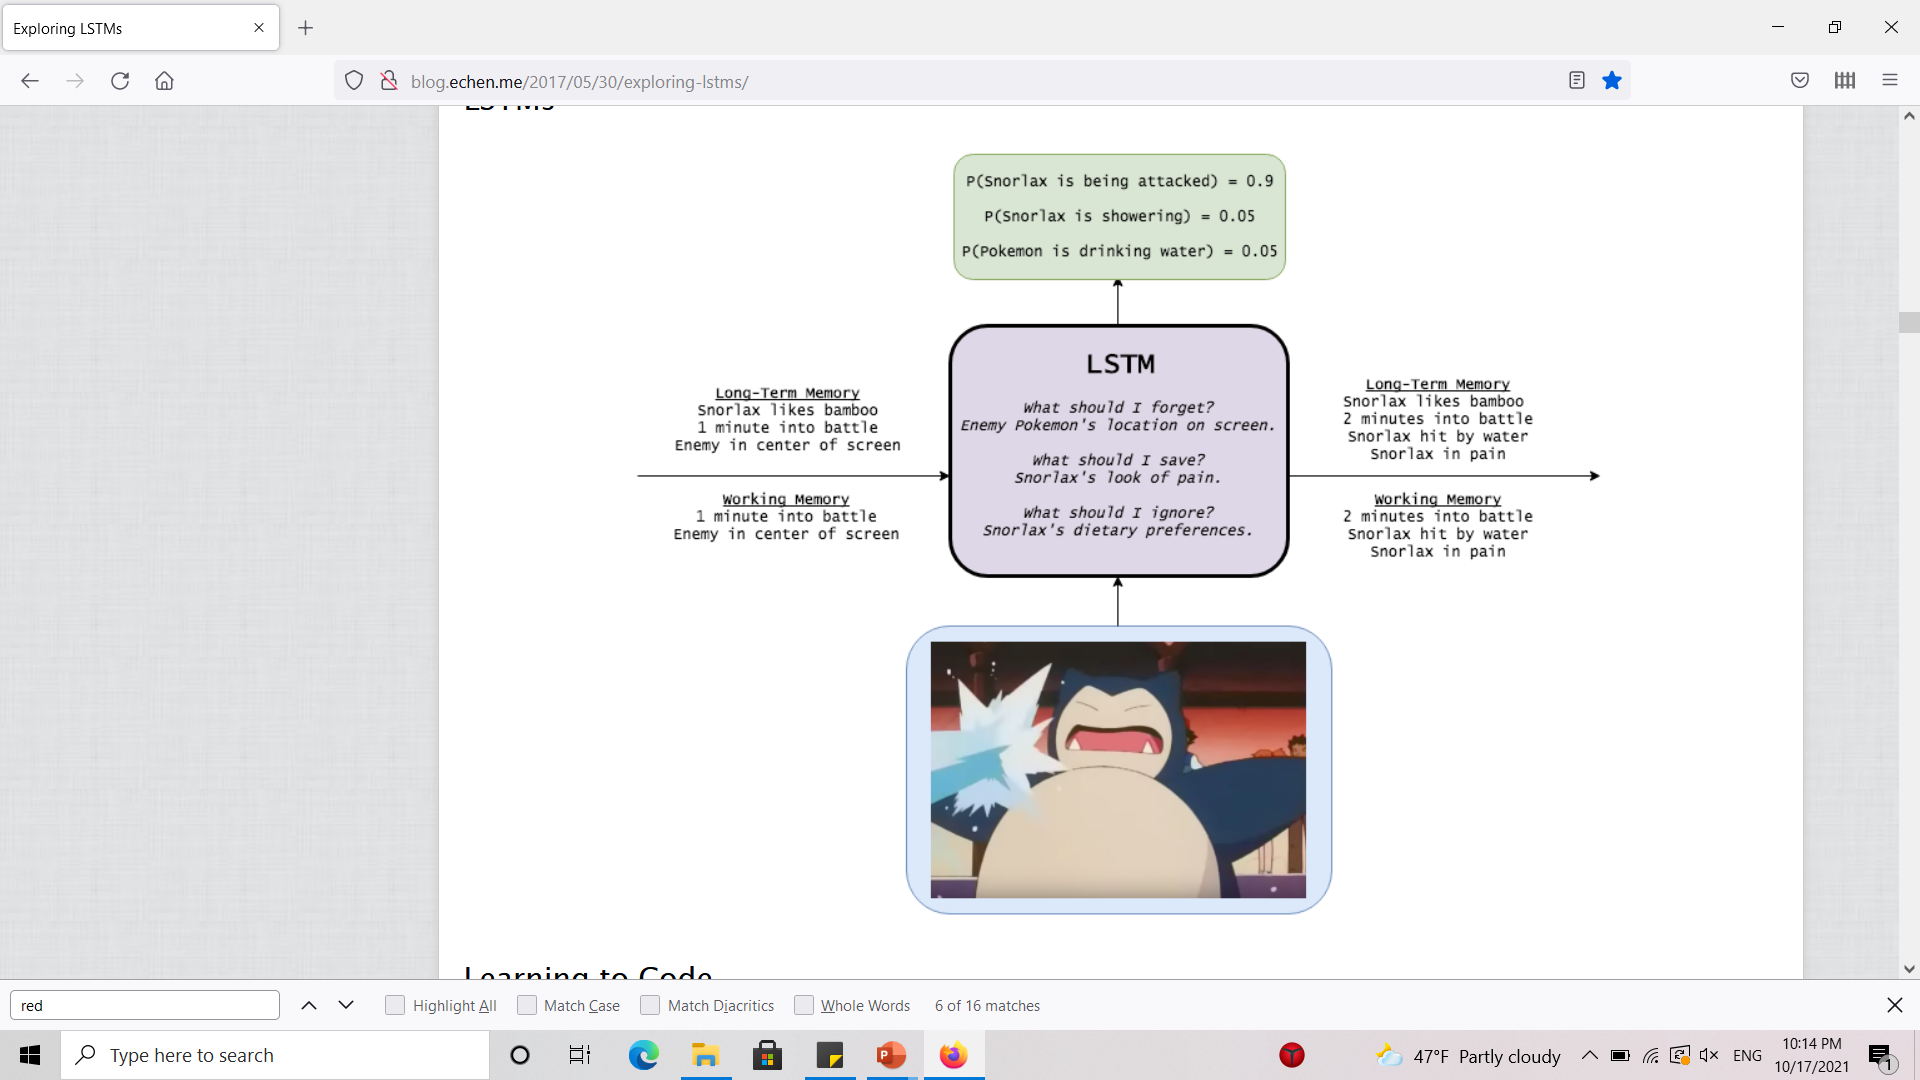 Exploring LSTMs
blog.echen.me/2017/05/30/exploring-lstms/
LSTMs
P(Snorlax is being attacked) = 0.9
P(Snorlax is showering) = 0.05
P(Pokemon is drinking water) = 0.05
LSTM
What should I forget?
Enemy Pokemon's location on screen.
What should I save?
Snorlax's look of pain.
What should I ignore?
Snorlax's dietary preferences.
Long-Term Memory
Snorlax likes bamboo
1 minute into battle
Enemy in center of screen
Working Memory
1 minute into battle
Enemy in center of screen
Long-Term Memory
Snorlax likes bamboo
2 minutes into battle
Snorlax hit by water
Snorlax in pain
Working Memory
2 minutes into battle
Snorlax hit by water
Snorlax in pain
Learning to Code
red
Highlight All
Match Case
Match Diacritics
Whole Words
6 of 16 matches
Type here to search
47°F Partly cloudy
ENG
10:14 PM
10/17/2021
1